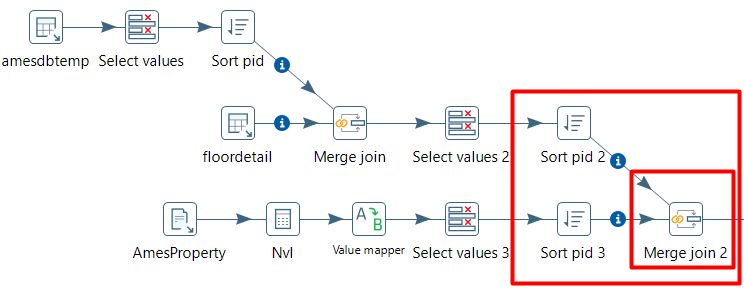 amesdbtemp Select values Sort pid
floordetail Merge join Select values 2 Sort pid 2
A
B
AmesProperty Nvl Value mapper Select values 3 Sort pid 3 Merge join 2